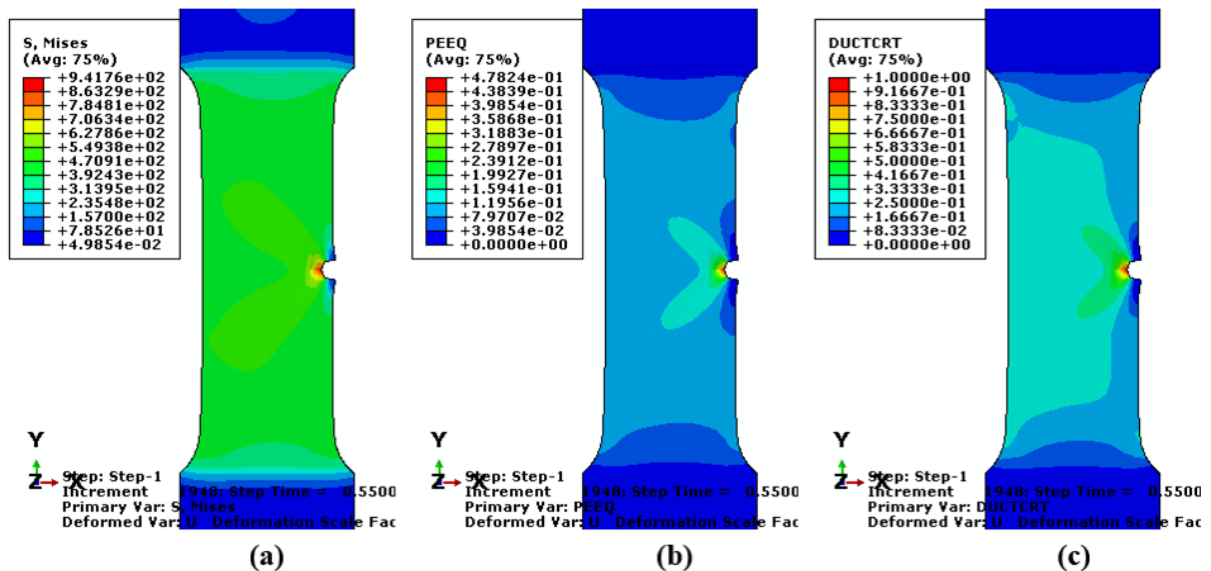 S, Mises
(Avg: 75%)
+9.4176e+02
+8.6329e+02
+7.8481e+02
+7.0634e+02
+6.2786e+02
+5.4938e+02
+4.7091e+02
+3.9243e+02
+3.1395e+02
+2.3548e+02
+1.5700e+02
+7.8526e+01
+4.9854e-02
Y
Z X
Step: Step-1
Increment 1948: Step Time = 0.5500
Primary Var: S, Mises
Deformed Var: U Deformation Scale Fac
(a)
PEEQ
(Avg: 75%)
+4.7824e-01
+4.3839e-01
+3.9854e-01
+3.5868e-01
+3.1883e-01
+2.7897e-01
+2.3912e-01
+1.9927e-01
+1.5941e-01
+1.1956e-01
+7.9707e-02
+3.9854e-02
+0.0000e+00
Y
Z X
Step: Step-1
Increment 1948: Step Time = 0.5500
Primary Var: PEEQ
Deformed Var: U Deformation Scale Fac
(b)
DUCTCRT
(Avg: 75%)
+1.0000e+00
+9.1667e-01
+8.3333e-01
+7.5000e-01
+6.6667e-01
+5.8333e-01
+5.0000e-01
+4.1667e-01
+3.3333e-01
+2.5000e-01
+1.6667e-01
+8.3333e-02
+0.0000e+00
Y
Z X
Step: Step-1
Increment 1948: Step Time = 0.5500
Primary Var: DUCTCRT
Deformed Var: U Deformation Scale Fac
(c)